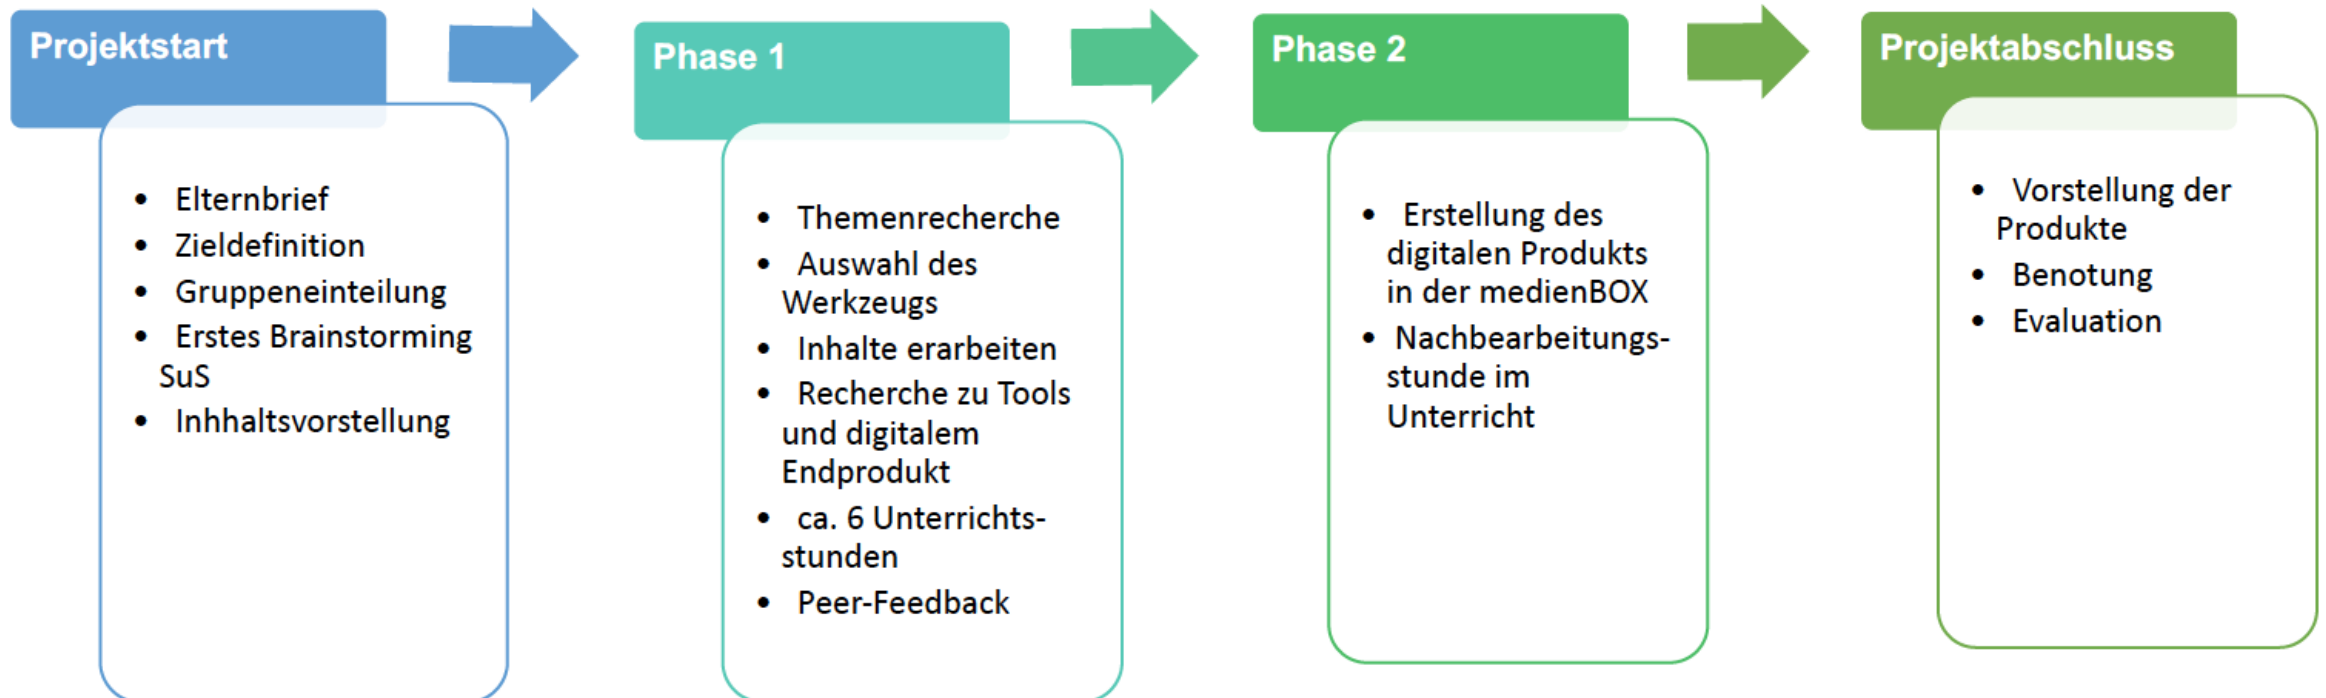 Projektstart
• Elternbrief
• Zieldefinition
• Gruppeneinteilung
• Erstes Brainstorming
SuS
• Inhhaltsvorstellung
Phase 1
• Themenrecherche
• Auswahl des
Werkzeugs
• Inhalte erarbeiten
• Recherche zu Tools
und digitalem
Endprodukt
• ca. 6 Unterrichts-
stunden
• Peer-Feedback
Phase 2
• Erstellung des
digitalen Produkts
in der medienBOX
• Nachbearbeitungs-
stunde im
Unterricht
Projektabschluss
• Vorstellung der
Produkte
• Benotung
• Evaluation